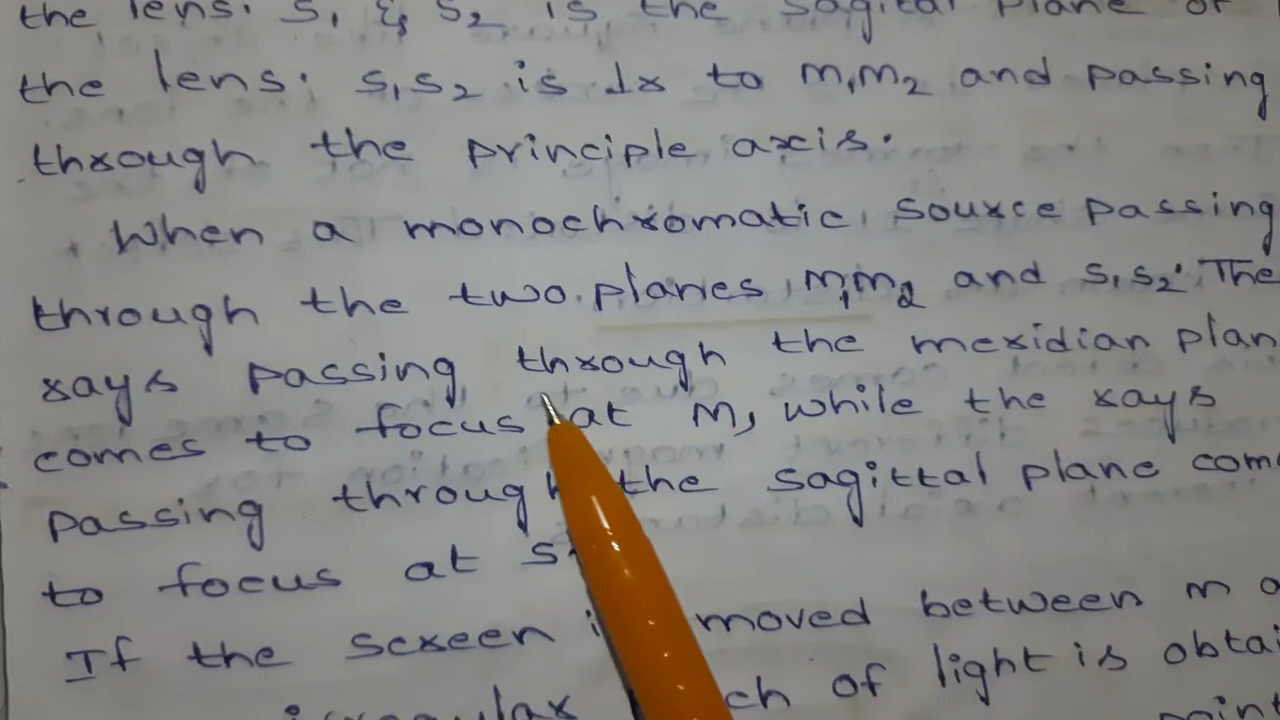 the lens. S1 & S2 is the sagital plane of
the lens. S1S2 is ⊥r to M1M2 and passing
through the principle axis.
When a monochromatic source passing
through the two planes M1M2 and S1S2. The
rays passing through the meridian plan
comes to focus at M, while the rays
passing through the sagittal plane com
to focus at S
If the screen moved between M
of light is obtai